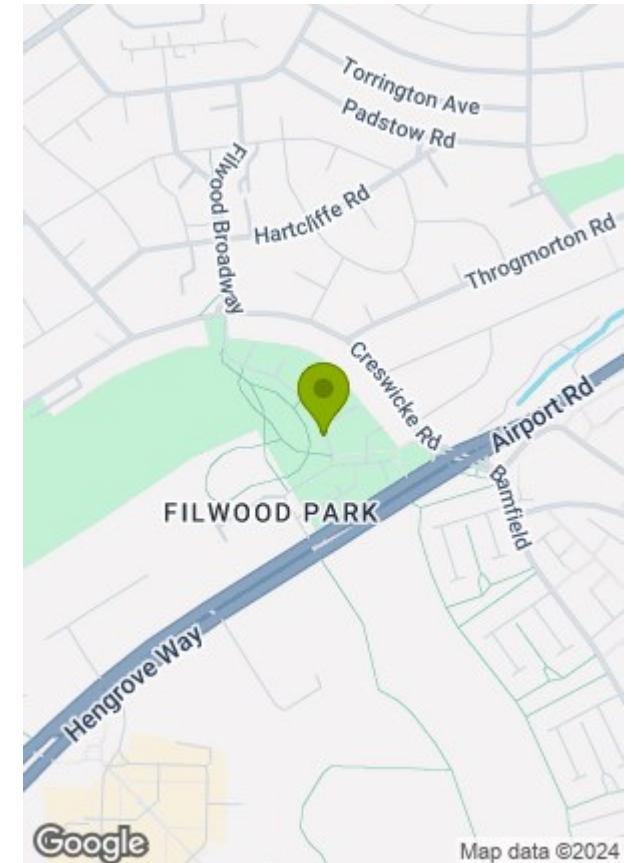 Torrington Ave
Padstow Rd
Filwood Broadway
Hartcliffe Rd
Throgmorton Rd
Creswicke Rd
Airport Rd
Bamfield
FILWOOD PARK
Hengrove Way
Google
Map data ©2024